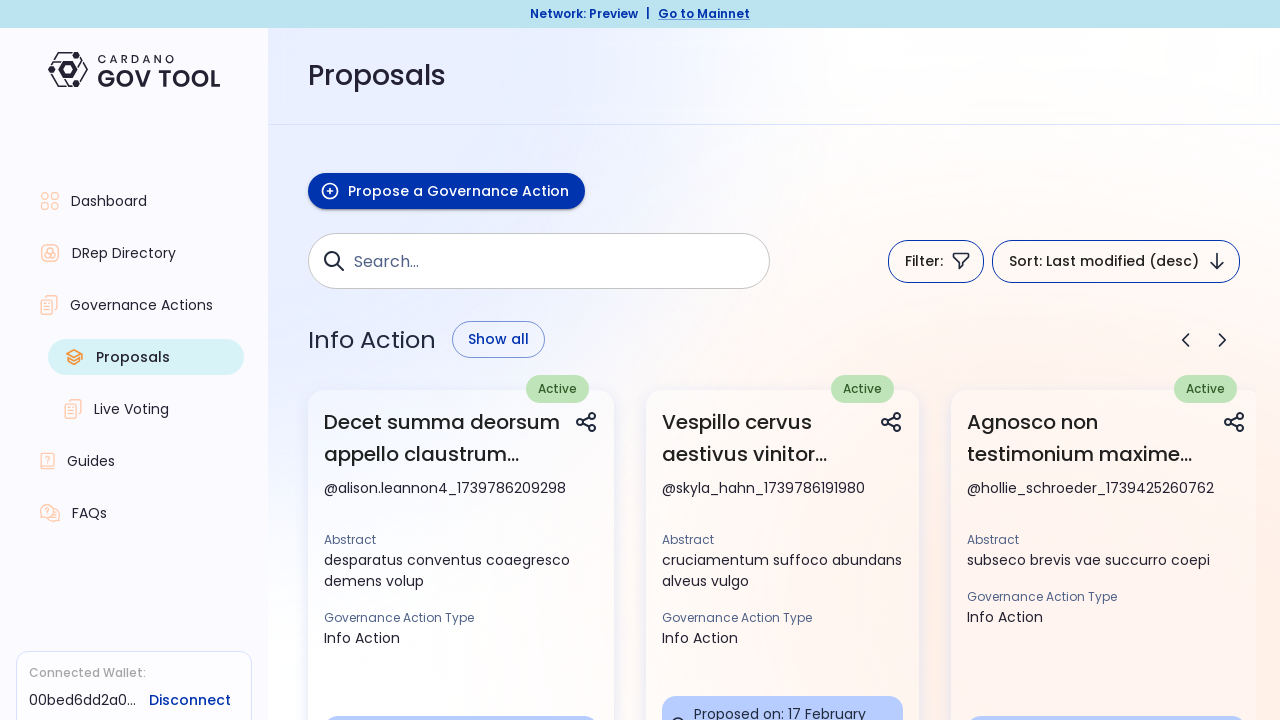 Network: Preview | Go to Mainnet
CARDANO
GOV TOOL
Dashboard
DRep Directory
Governance Actions
Proposals
Live Voting
Guides
FAQs
Connected Wallet:
00bed6dd2a0... Disconnect
Proposals
Propose a Governance Action
Search...
Filter:
Sort: Last modified (desc)
Info Action
Show all
Active
Decet summa deorsum
appello claustrum...
@alison.leannon4_1739786209298
Abstract
desparatus conventus coaegresco
demens volup
Governance Action Type
Info Action
Active
Vespillo cervus
aestivus vinitor...
@skyla_hahn_1739786191980
Abstract
cruciamentum suffoco abundans
alveus vulgo
Governance Action Type
Info Action
Proposed on: 17 February
Active
Agnosco non
testimonium maxime...
@hollie_schroeder_1739425260762
Abstract
subseco brevis vae succurro coepi
Governance Action Type
Info Action